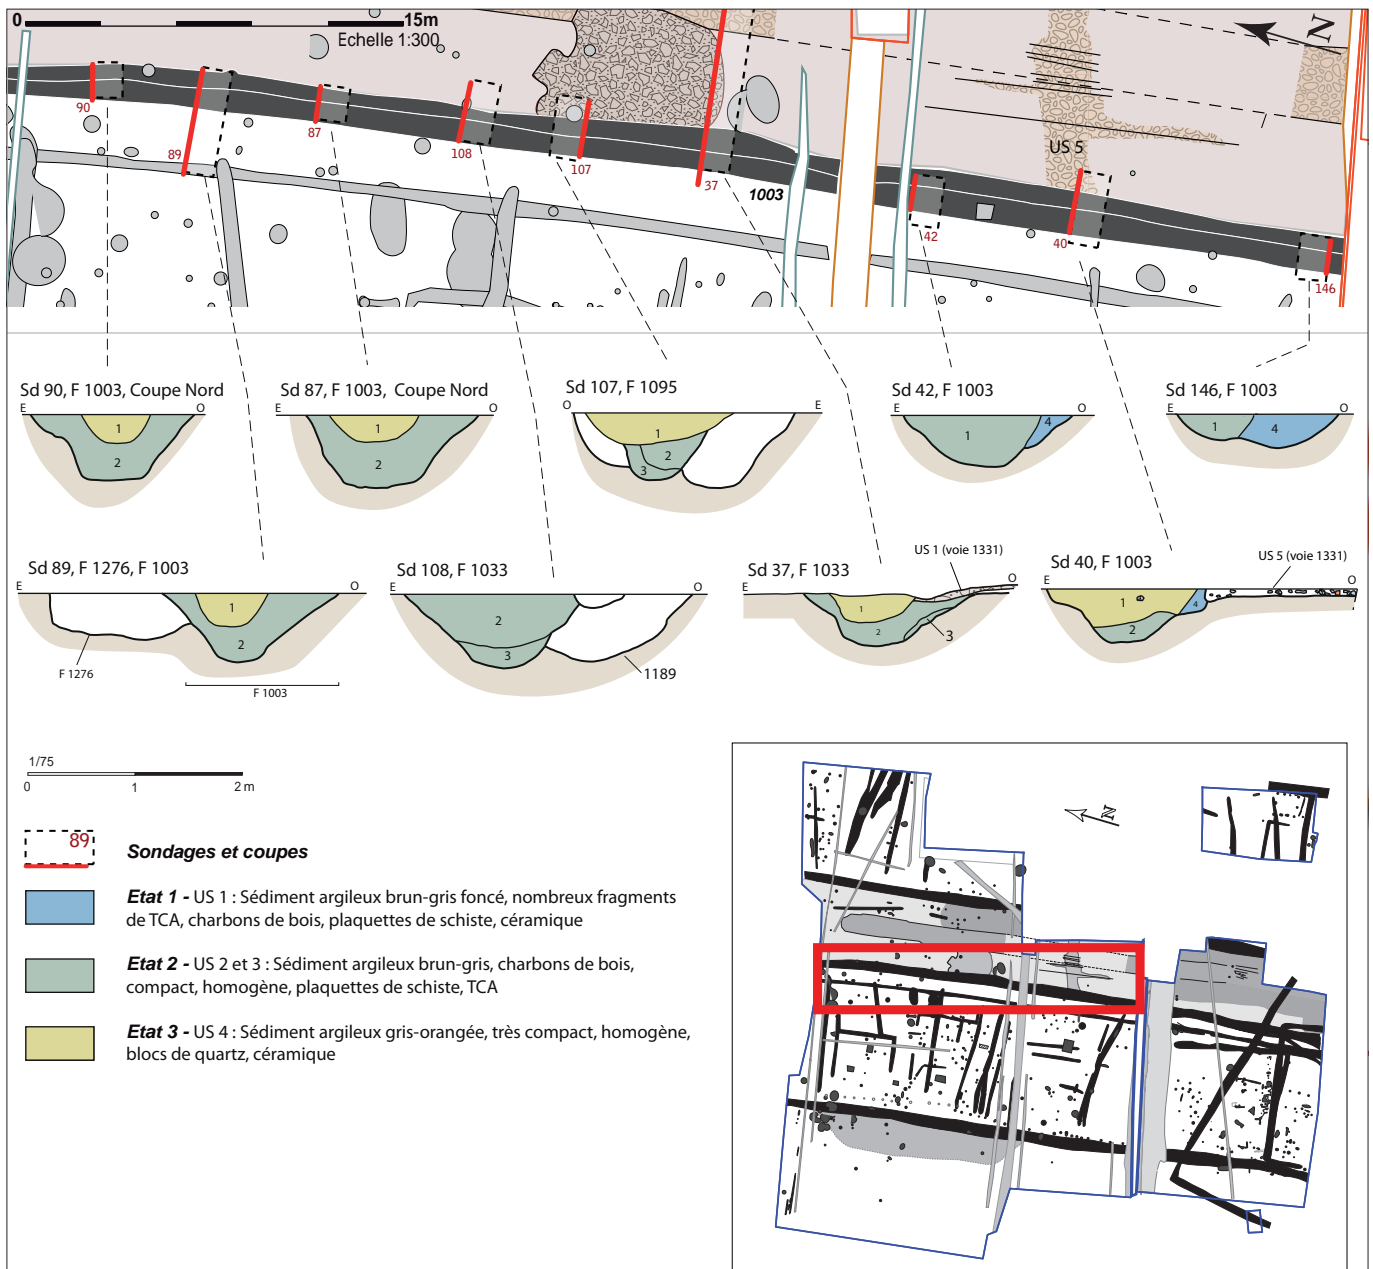 0
15m
Echelle 1:300
N
90
89
87
108
107
37
1003
US 5
42
40
146
Sd 90, F 1003, Coupe Nord
E
O
1
2
Sd 87, F 1003, Coupe Nord
E
O
1
2
Sd 107, F 1095
O
E
1
2
3
Sd 42, F 1003
E
O
1
4
Sd 146, F 1003
E
O
1
4
Sd 89, F 1276, F 1003
E
O
1
2
F 1276
F 1003
Sd 108, F 1033
E
O
2
3
1189
Sd 37, F 1033
US 1 (voie 1331)
E
O
1
2
3
Sd 40, F 1003
US 5 (voie 1331)
E
O
1
4
2
1/75
0
1
2 m
89
Sondages et coupes
Etat 1 - US 1 : Sédiment argileux brun-gris foncé, nombreux fragments
de TCA, charbons de bois, plaquettes de schiste, céramique
Etat 2 - US 2 et 3 : Sédiment argileux brun-gris, charbons de bois,
compact, homogène, plaquettes de schiste, TCA
Etat 3 - US 4 : Sédiment argileux gris-orangée, très compact, homogène,
blocs de quartz, céramique
N